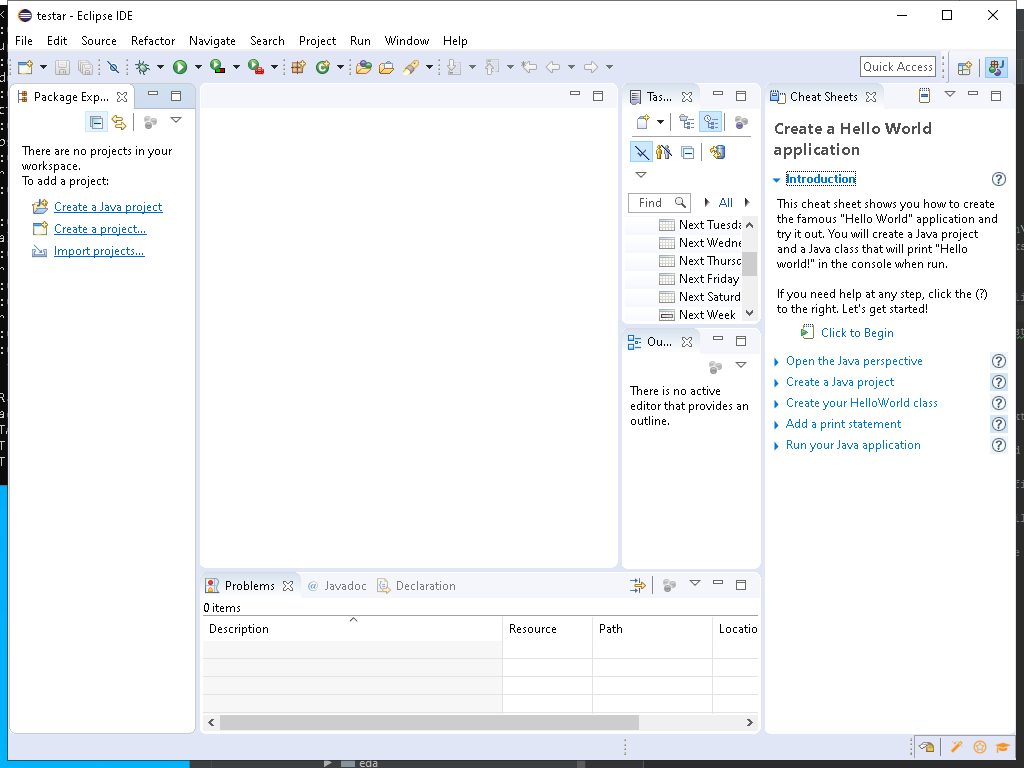 testar - Eclipse IDE
File Edit Source Refactor Navigate Search Project Run Window Help
Quick Access
Package Exp...
There are no projects in your
workspace.
To add a project:
Create a Java project
Create a project...
Import projects...
Tas...
Find
All
Next Tuesda
Next Wedne
Next Thursd
Next Friday
Next Saturd
Next Week
Ou...
There is no active
editor that provides an
outline.
Cheat Sheets
Create a Hello World
application
Introduction
This cheat sheet shows you how to create
the famous "Hello World" application and
try it out. You will create a Java project
and a Java class that will print "Hello
world!" in the console when run.
If you need help at any step, click the (?)
to the right. Let's get started!
Click to Begin
Open the Java perspective
Create a Java project
Create your HelloWorld class
Add a print statement
Run your Java application
Problems @ Javadoc Declaration
0 items
Description Resource Path Locatio
eda